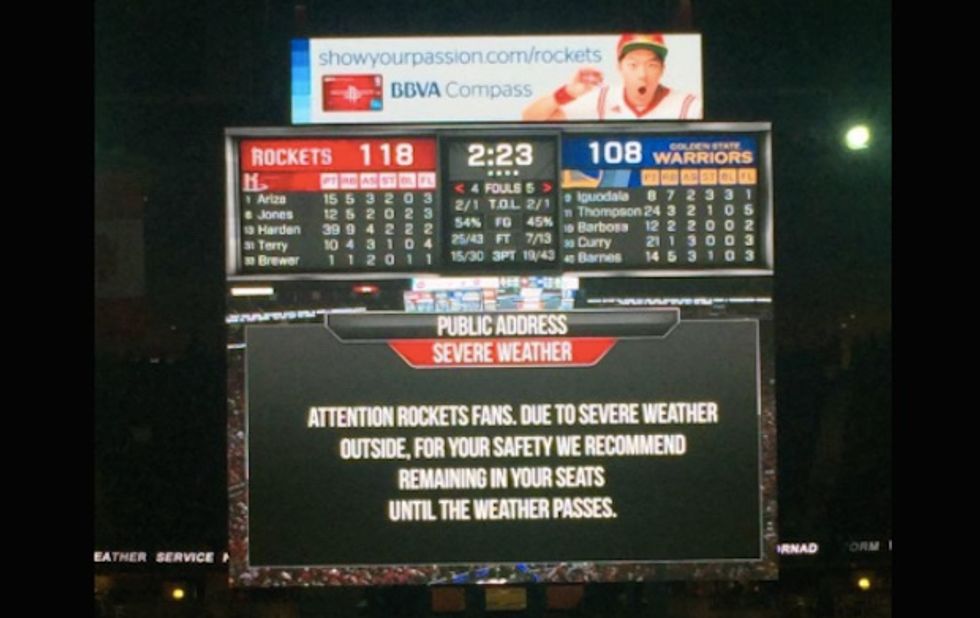 showyourpassion.com/rockets
BBVA Compass
ROCKETS 118 2:23 108 GOLDEN STATE WARRIORS
PT RB AS ST BL FL < 4 FOULS 5 > PT RB AS ST BL FL
1 Ariza 15 5 3 2 0 3 2/1 T.O.L. 2/1 9 Iguodala 8 7 2 3 3 1
6 Jones 12 5 2 0 2 3 54% FG 45% 11 Thompson 24 3 2 1 0 5
13 Harden 39 9 4 2 2 2 25/43 FT 7/13 19 Barbosa 12 2 2 0 0 2
31 Terry 10 4 3 1 0 4 15/30 3PT 19/43 30 Curry 21 1 3 0 0 3
33 Brewer 1 1 2 0 1 1 40 Barnes 14 5 3 1 0 3
PUBLIC ADDRESS
SEVERE WEATHER
ATTENTION ROCKETS FANS. DUE TO SEVERE WEATHER
OUTSIDE, FOR YOUR SAFETY WE RECOMMEND
REMAINING IN YOUR SEATS
UNTIL THE WEATHER PASSES.
EATHER SERVICE
ORNAD ORM